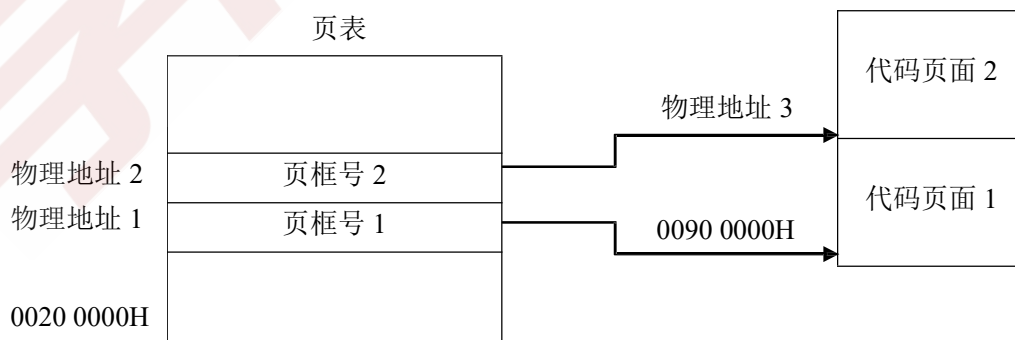 页表
代码页面 2
物理地址 3
物理地址 2
页框号 2
代码页面 1
物理地址 1
页框号 1
0090 0000H
0020 0000H